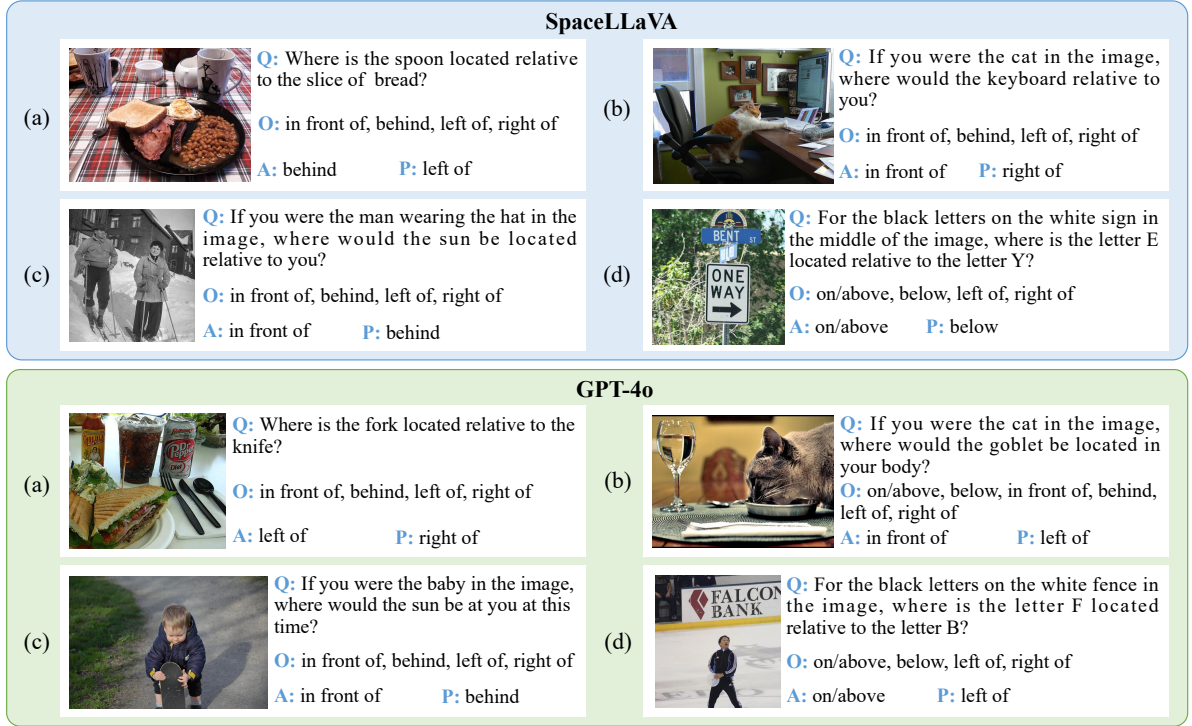 SpaceLLaVA
(a)
Q: Where is the spoon located relative
to the slice of bread?
O: in front of, behind, left of, right of
A: behind P: left of
(b)
Q: If you were the cat in the image,
where would the keyboard relative to
you?
O: in front of, behind, left of, right of
A: in front of P: right of
(c)
Q: If you were the man wearing the hat in the
image, where would the sun be located
relative to you?
O: in front of, behind, left of, right of
A: in front of P: behind
(d)
BENT ST
ONE
WAY
Q: For the black letters on the white sign in
the middle of the image, where is the letter E
located relative to the letter Y?
O: on/above, below, left of, right of
A: on/above P: below
GPT-4o
(a)
Q: Where is the fork located relative to the
knife?
O: in front of, behind, left of, right of
A: left of P: right of
(b)
Q: If you were the cat in the image,
where would the goblet be located in
your body?
O: on/above, below, in front of, behind,
left of, right of
A: in front of P: left of
(c)
Q: If you were the baby in the image,
where would the sun be at you at this
time?
O: in front of, behind, left of, right of
A: in front of P: behind
(d)
FALCON
BANK
Q: For the black letters on the white fence in
the image, where is the letter F located
relative to the letter B?
O: on/above, below, left of, right of
A: on/above P: left of